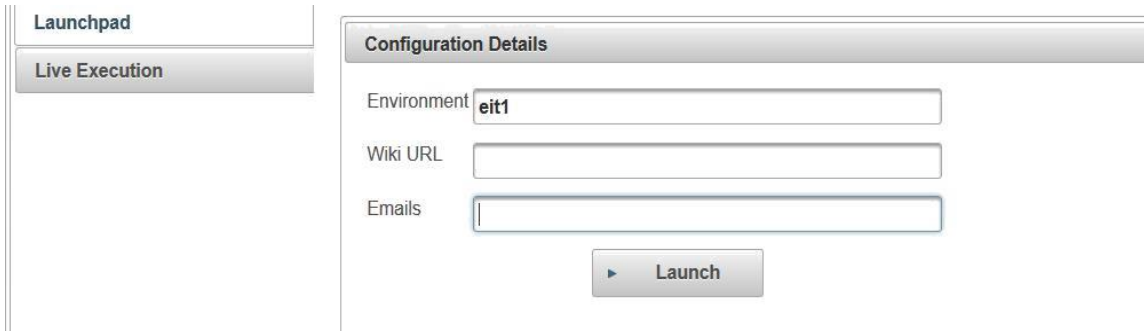 Launchpad
Live Execution
Configuration Details
Environment eit1
Wiki URL
Emails
Launch